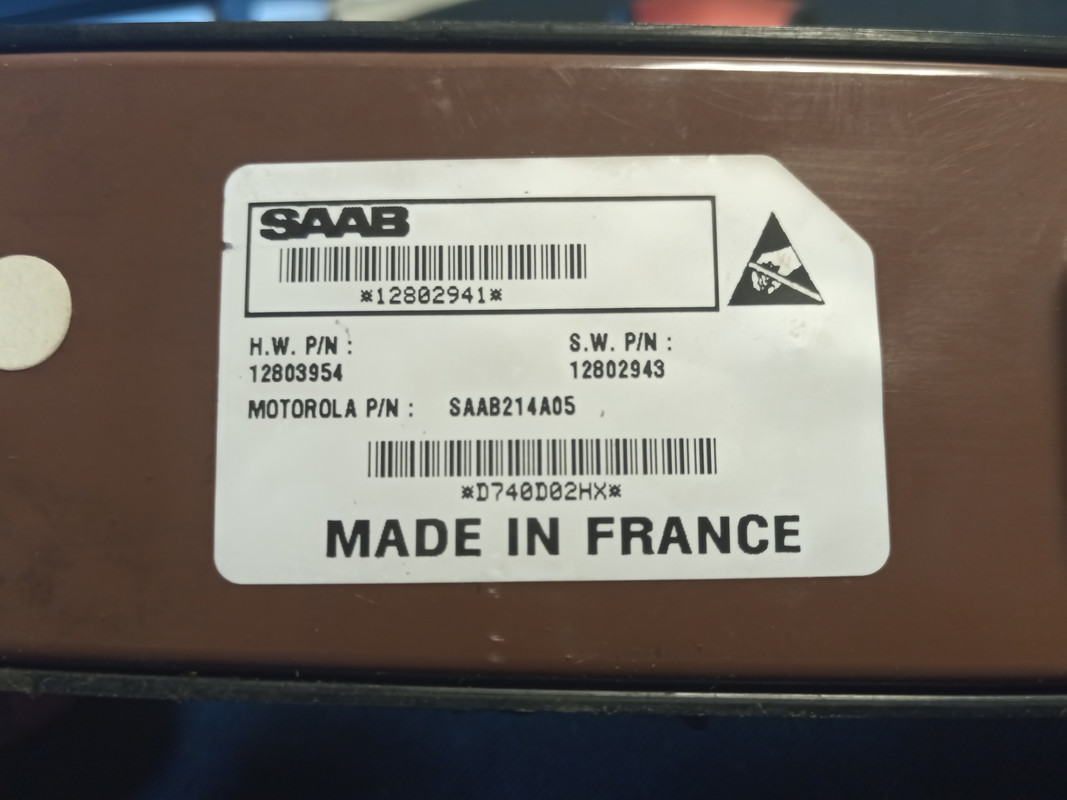 SAAB
*12802941*
H.W. P/N :
12803954
S.W. P/N :
12802943
MOTOROLA P/N : SAAB214A05
*D740D02HX*
MADE IN FRANCE